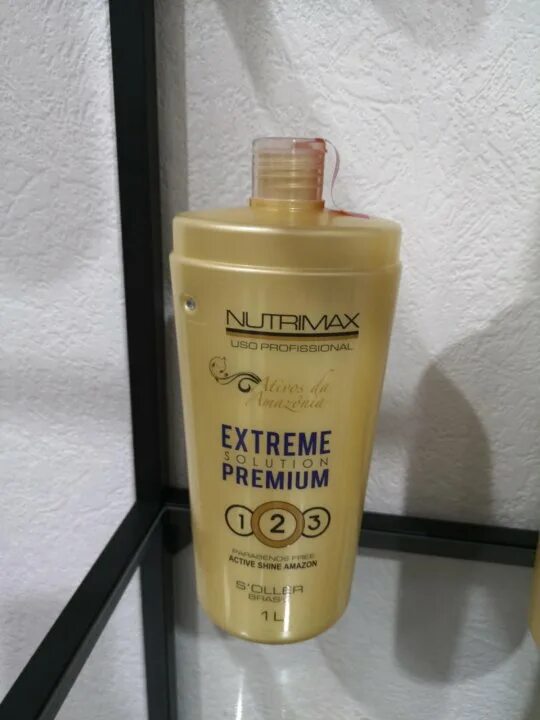 NUTRIMAX
USO PROFISSIONAL
Ativos da
Amazônia
EXTREME
SOLUTION
PREMIUM
1 2 3
PARABENOS FREE
ACTIVE SHINE AMAZON
S'OLLER
BRASIL
1 L